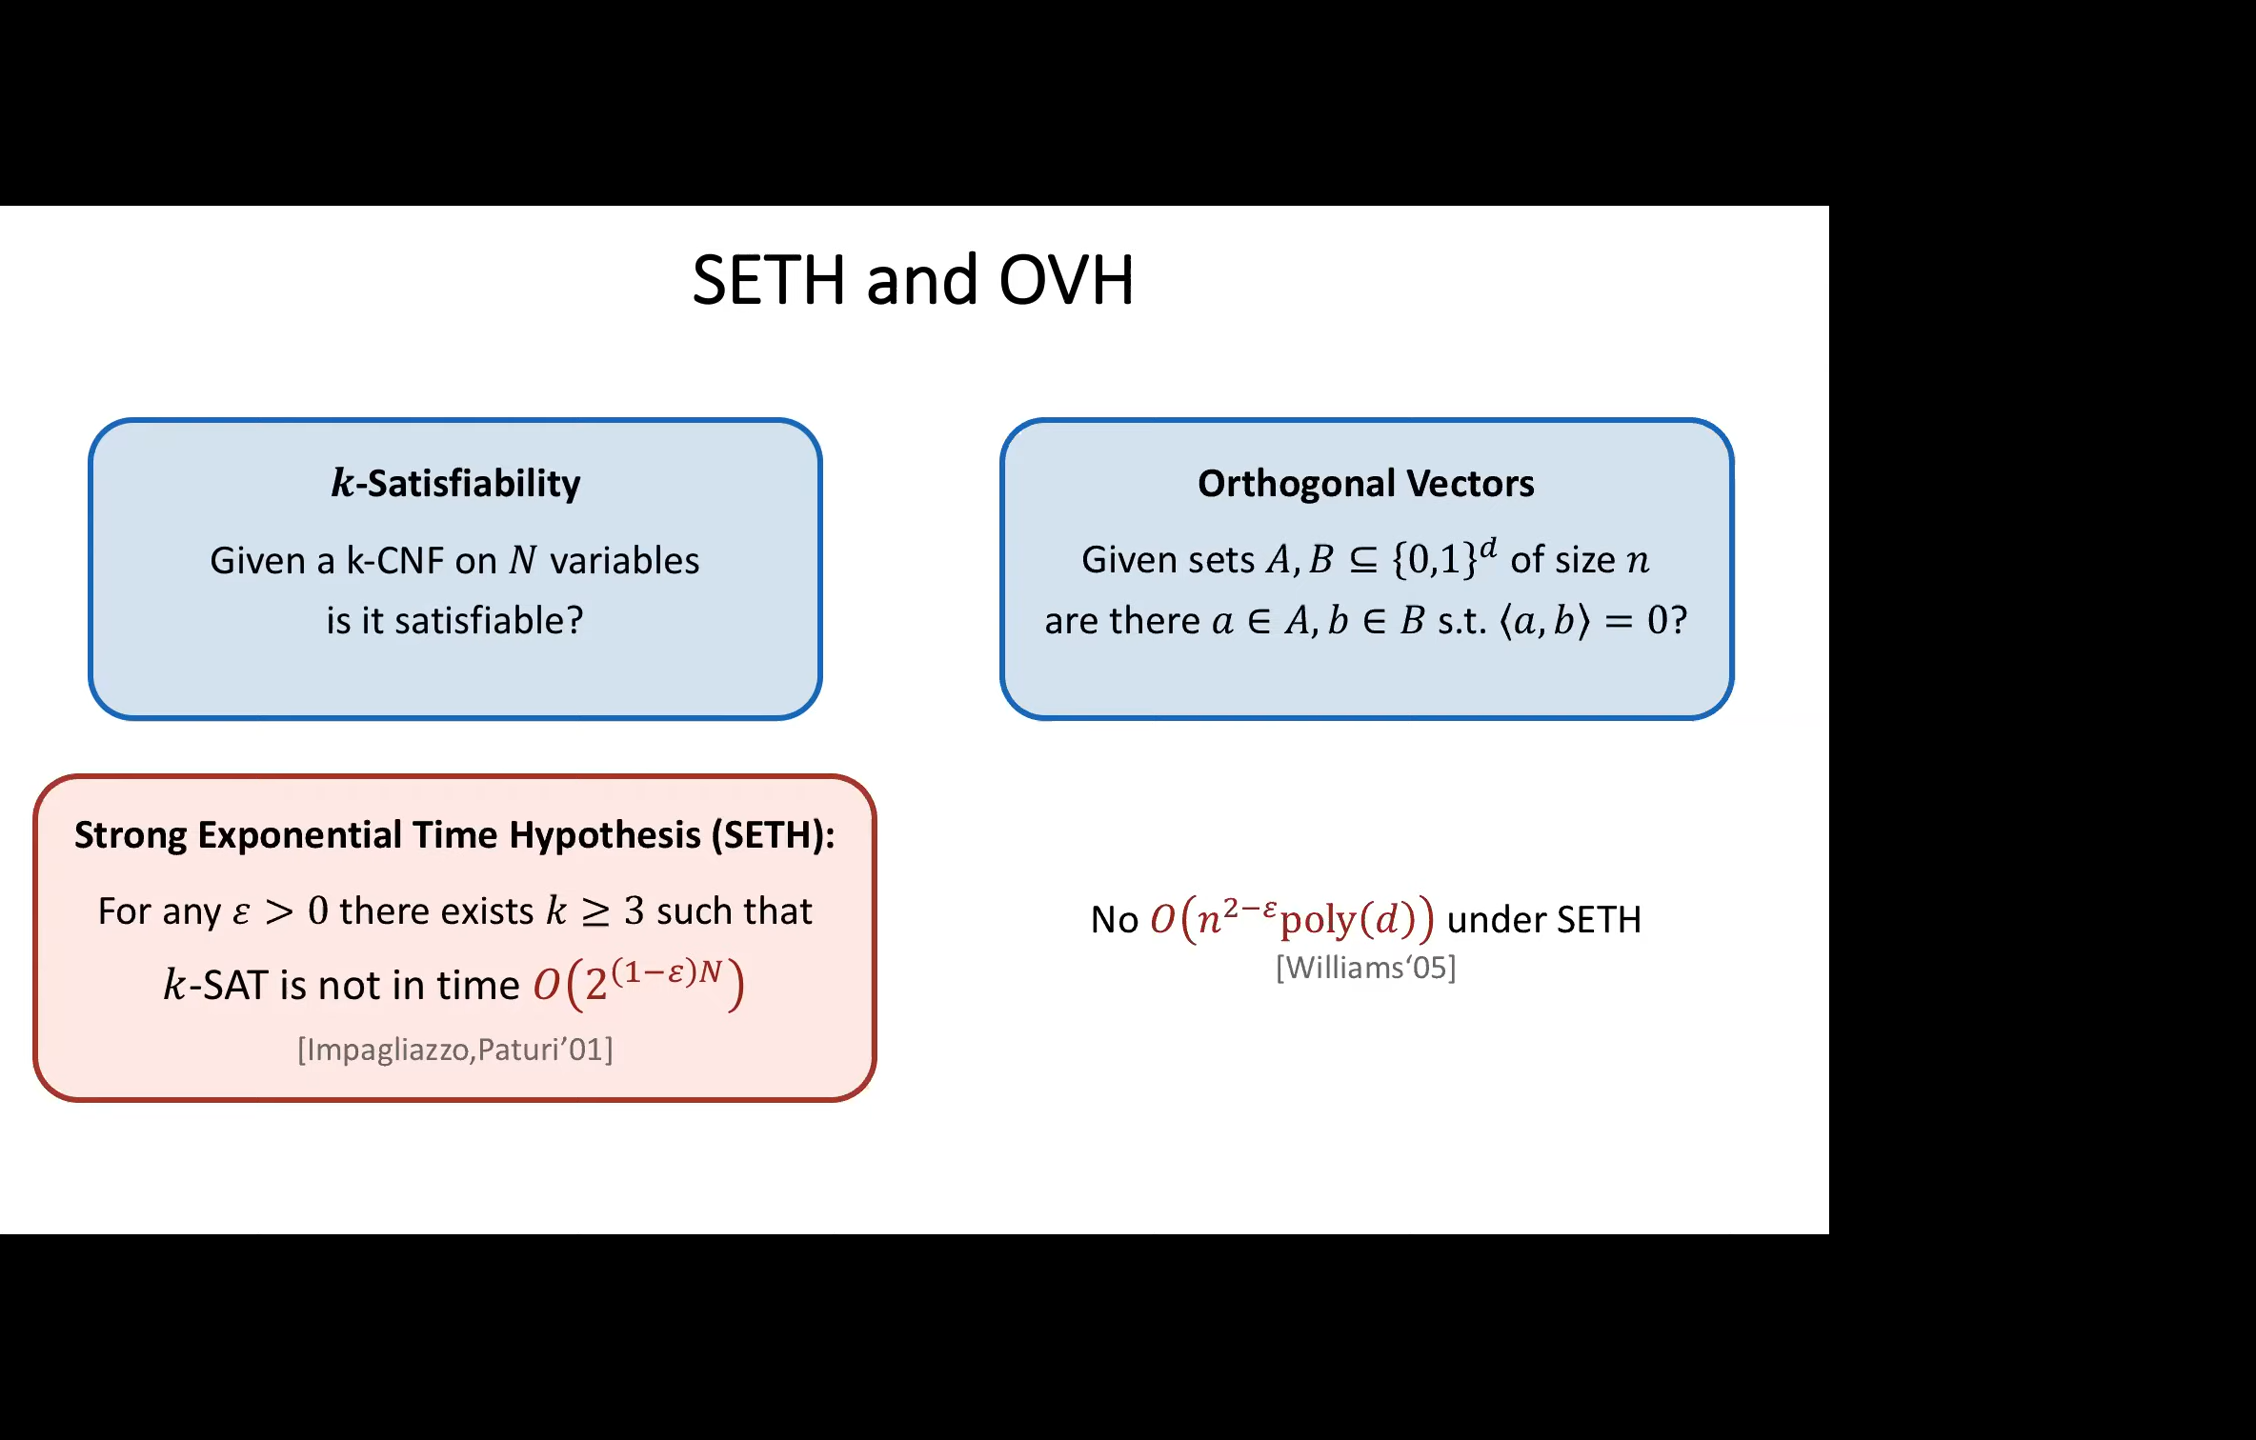 SETH and OVH
k-Satisfiability
Given a k-CNF on N variables
is it satisfiable?
Orthogonal Vectors
Given sets A, B ⊆ {0,1}^d of size n
are there a ∈ A, b ∈ B s.t. ⟨a, b⟩ = 0?
Strong Exponential Time Hypothesis (SETH):
For any ε > 0 there exists k ≥ 3 such that
k-SAT is not in time O(2^{(1−ε)N})
[Impagliazzo,Paturi’01]
No O(n^{2−ε}poly(d)) under SETH
[Williams‘05]